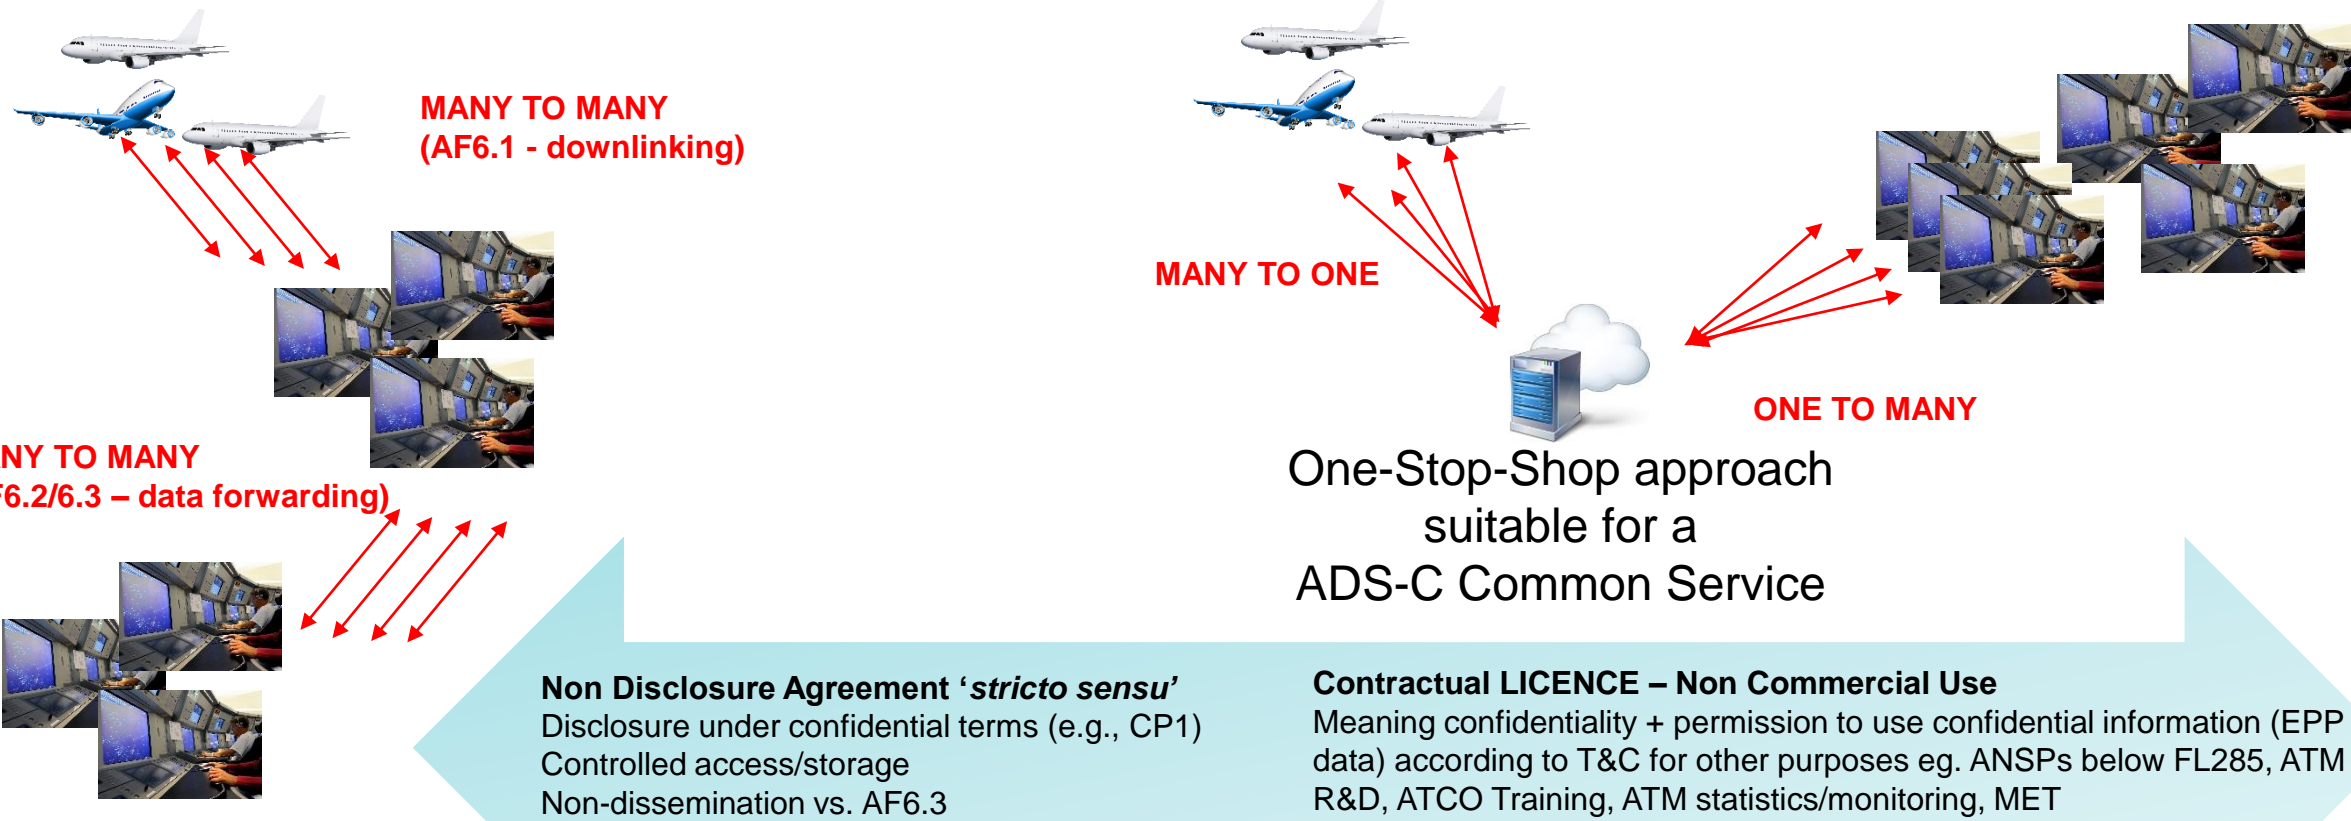 MANY TO MANY
(AF6.1 - downlinking)
MANY TO ONE
ONE TO MANY
NY TO MANY
6.2/6.3 – data forwarding)
One-Stop-Shop approach
suitable for a
ADS-C Common Service
Non Disclosure Agreement ‘stricto sensu’
Disclosure under confidential terms (e.g., CP1)
Controlled access/storage
Non-dissemination vs. AF6.3
Contractual LICENCE – Non Commercial Use
Meaning confidentiality + permission to use confidential information (EPP
data) according to T&C for other purposes eg. ANSPs below FL285, ATM
R&D, ATCO Training, ATM statistics/monitoring, MET